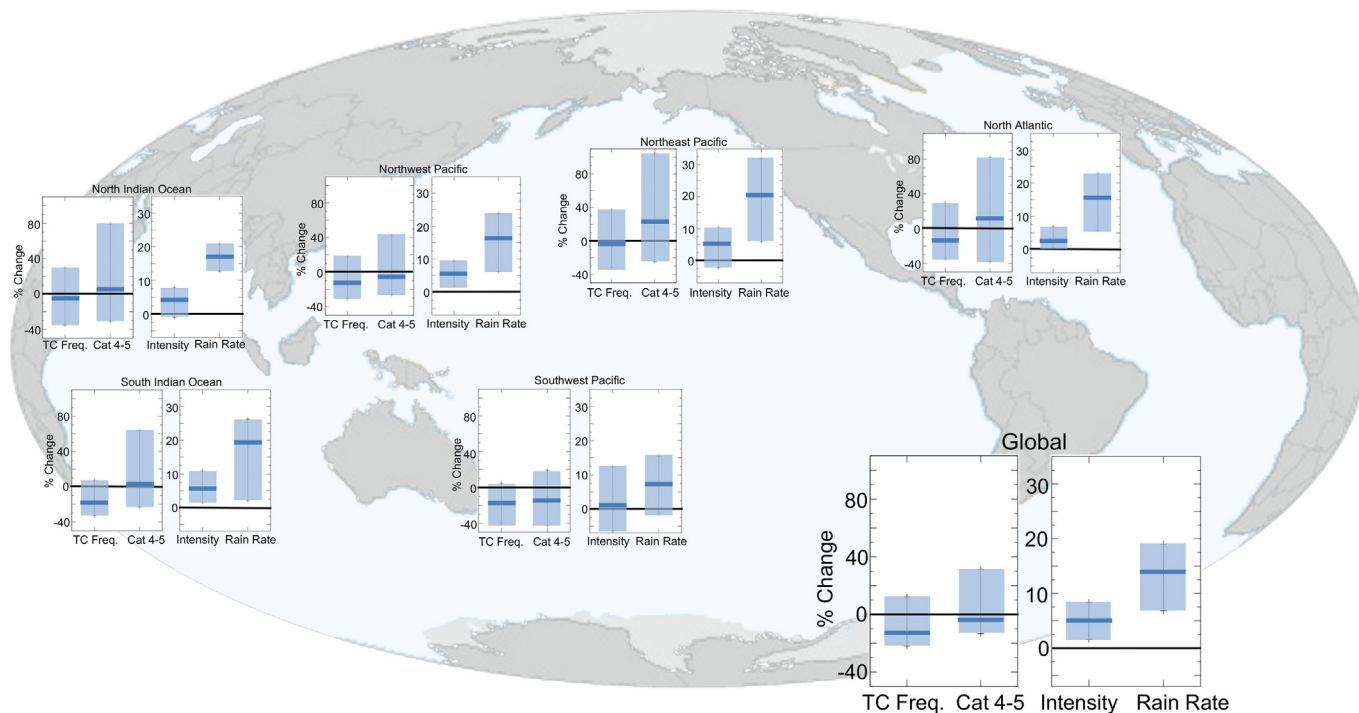 Northeast Pacific
% Change
80
40
0
-40
TC Freq. Cat 4-5
30
20
10
0
Intensity Rain Rate
North Atlantic
% Change
80
40
0
-40
TC Freq. Cat 4-5
30
20
10
0
Intensity Rain Rate
Northwest Pacific
% Change
80
40
0
-40
TC Freq. Cat 4-5
30
20
10
0
Intensity Rain Rate
North Indian Ocean
% Change
80
40
0
-40
TC Freq. Cat 4-5
30
20
10
0
Intensity Rain Rate
South Indian Ocean
% Change
80
40
0
-40
TC Freq. Cat 4-5
30
20
10
0
Intensity Rain Rate
Southwest Pacific
% Change
80
40
0
-40
TC Freq. Cat 4-5
30
20
10
0
Intensity Rain Rate
Global
% Change
80
40
0
-40
TC Freq. Cat 4-5
30
20
10
0
Intensity Rain Rate